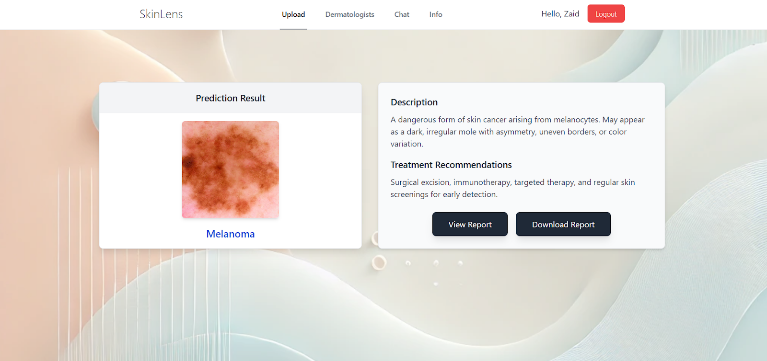 SkinLens
Upload
Dermatologists
Chat
Info
Hello, Zaid
Logout
Prediction Result
Melanoma
Description
A dangerous form of skin cancer arising from melanocytes. May appear
as a dark, irregular mole with asymmetry, uneven borders, or color
variation.
Treatment Recommendations
Surgical excision, immunotherapy, targeted therapy, and regular skin
screenings for early detection.
View Report
Download Report